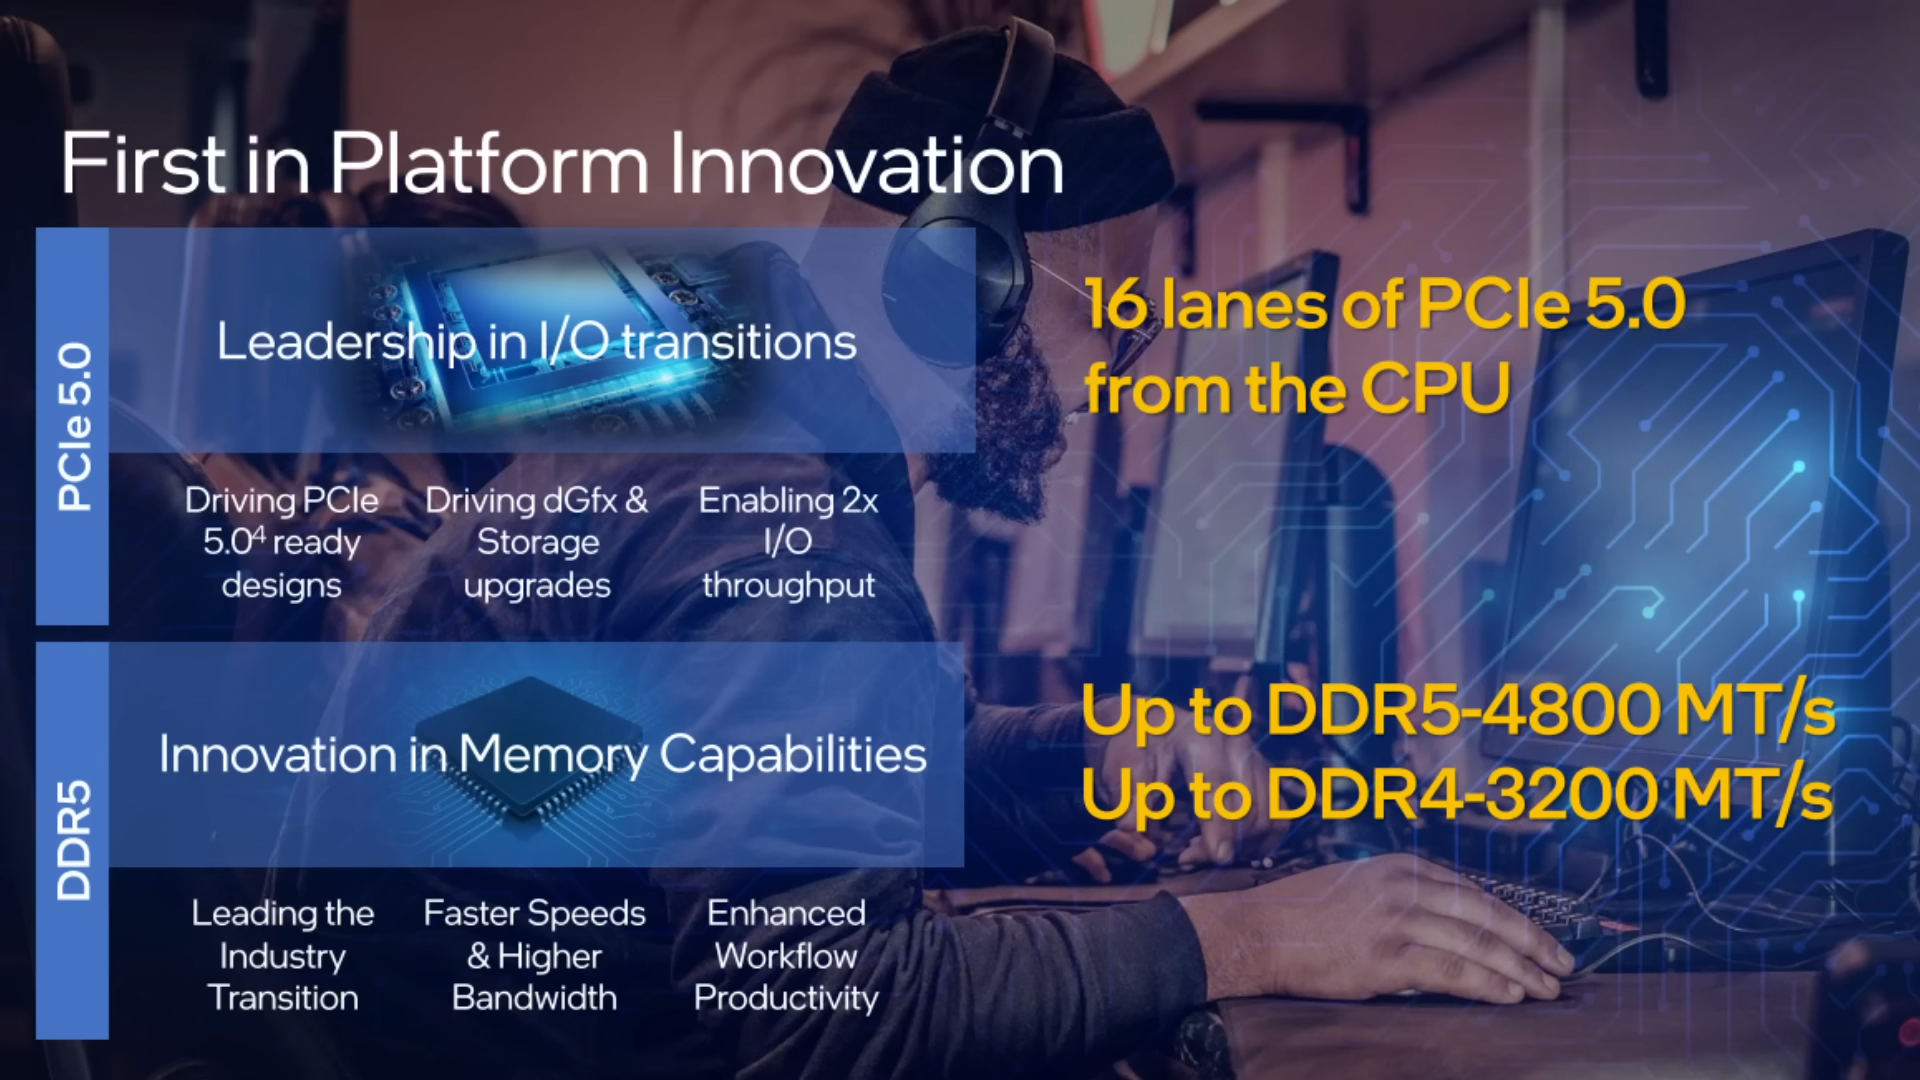 First in Platform Innovation
PCIe 5.0
Leadership in I/O transitions
16 lanes of PCIe 5.0
from the CPU
Driving PCIe
5.0⁴ ready
designs
Driving dGfx &
Storage
upgrades
Enabling 2x
I/O
throughput
DDR5
Innovation in Memory Capabilities
Up to DDR5-4800 MT/s
Up to DDR4-3200 MT/s
Leading the
Industry
Transition
Faster Speeds
& Higher
Bandwidth
Enhanced
Workflow
Productivity